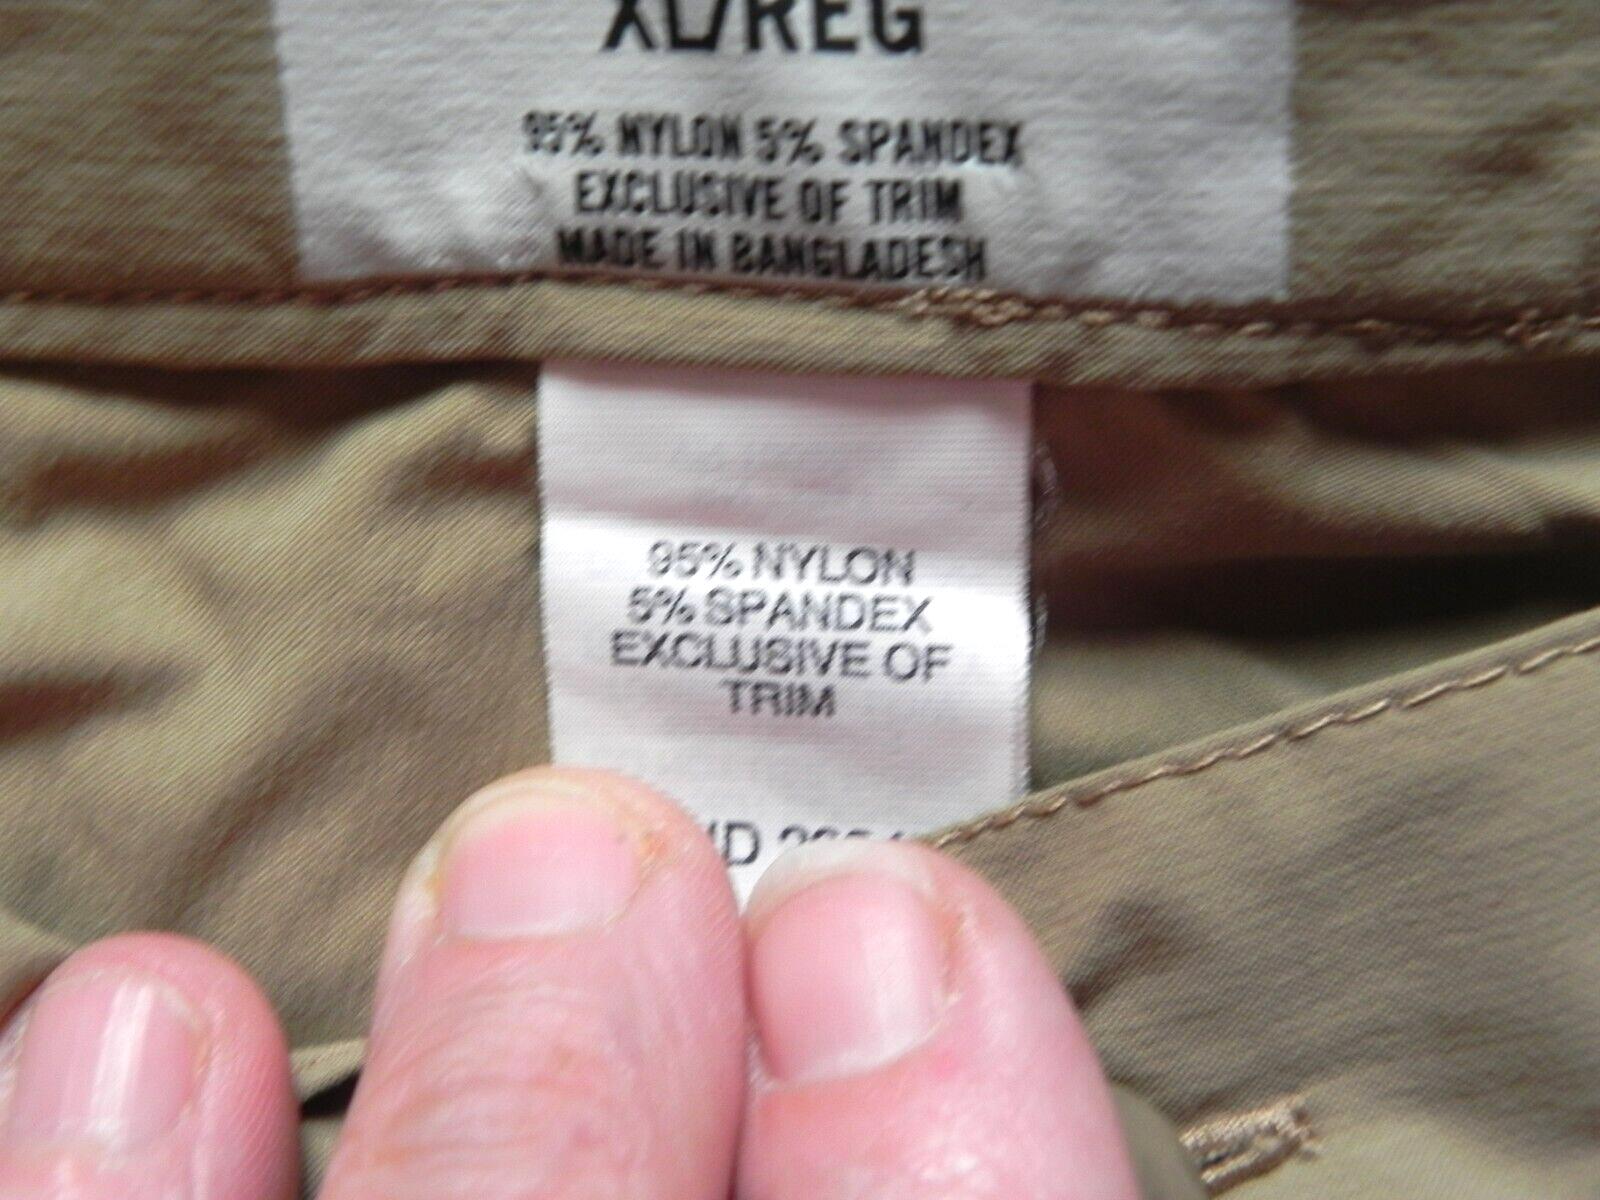 XL/REG
95% NYLON 5% SPANDEX
EXCLUSIVE OF TRIM
MADE IN BANGLADESH
95% NYLON
5% SPANDEX
EXCLUSIVE OF
TRIM